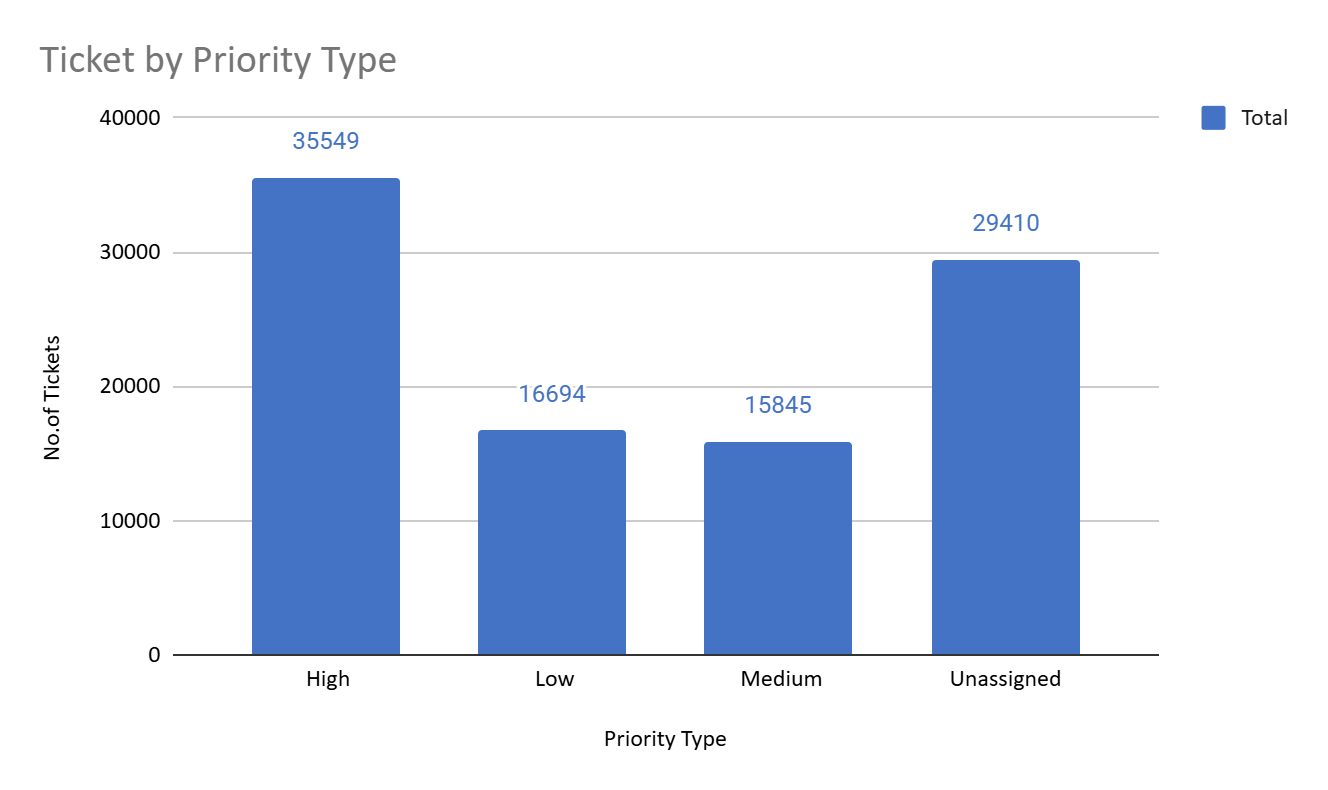 Ticket by Priority Type
Total
40000
30000
20000
10000
0
No.of Tickets
35549
16694
15845
29410
High
Low
Medium
Unassigned
Priority Type